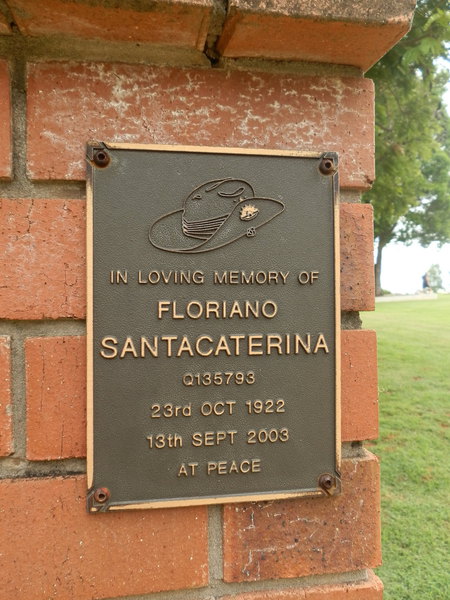 IN LOVING MEMORY OF
FLORIANO
SANTACATERINA
Q135793
23rd OCT 1922
13th SEPT 2003
AT PEACE